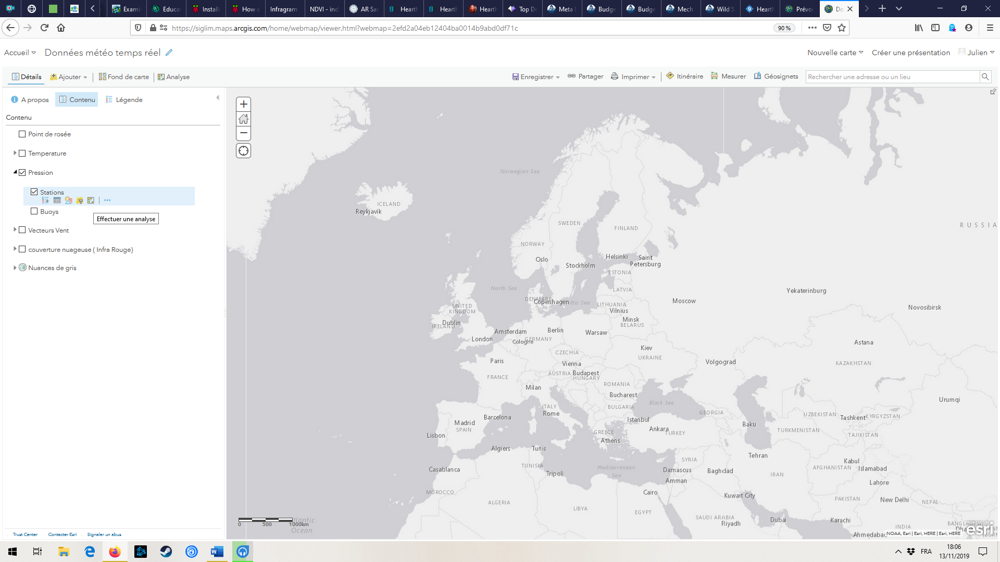 Exami
Educa
Installi
How d
Infragram
NDVI - ind
AR Sa
Hearth
Hearth
Hearth
Top De
Meta
Budge
Budge
Mech
Wild S
Hearth
Prévoi
Do
https://siglim.maps.arcgis.com/home/webmap/viewer.html?webmap=2efd2a04eb12404ba0014b9abd0df71c
90 %
Accueil
Données météo temps réel
Nouvelle carte
Créer une présentation
Julien
Détails
Ajouter
Fond de carte
Analyse
Enregistrer
Partager
Imprimer
Itinéraire
Mesurer
Géosignets
Rechercher une adresse ou un lieu
A propos
Contenu
Légende
Contenu
Point de rosée
Temperature
Pression
Stations
Buoys
Effectuer une analyse
Vecteurs Vent
couverture nuageuse ( Infra Rouge)
Nuances de gris
Norwegian Sea
ICELAND
Reykjavík
SWEDEN
FINLAND
RUSSIA
NORWAY
Oslo
Helsinki
Saint
Petersburg
Stockholm
ESTONIA
North Sea
LATVIA
Yekaterinburg
DENMARK
Copenhagen
ltic Sea
LITHUANIA
Moscow
UNITED
KINGDOM
Vilnius
Novosibirsk
Minsk
BELARUS
Dublin
IRELAND
Amsterdam
Berlin
Warsaw
London
Cologne
GERMANY
Astana
Kiev
CZECHIA
UKRAINE
Paris
Vienna
Volgograd
KAZAKHSTAN
FRANCE
AUSTRIA
Budapest
HUNGARY
Milan
ROMANIA
Bucharest
Urumqi
ITALY
Rome
BULGARIA
Black Sea
GEORGIA
UZBEKISTAN
Tashkent
KYRGYZSTAN
Barcelona
Madrid
SPAIN
Istanbul
Ankara
TURKEY
Baku
TURKMENISTAN
TAJIKISTAN
Lisbon
GREECE
Athens
Algiers
Tunis
Tehran
SYRIA
Kabul
TUNISIA
Mediterranean
Sea
AFGHANISTAN
Islamabad
Casablanca
Tripoli
Damascus
Baghdad
IRAN
Amman
Lahore
MOROCCO
Cairo
Kuwait City
PAKISTAN
New Delhi
NEPAL
ALGERIA
LIBYA
EGYPT
SAUDI ARABIA
Riyadh
Dubai
Karachi
INDIA
Ahmedabad
0 500 1000km
lantic
Ocean
NOAA, Esri | Esri, HERE | Esri, HERE
POWERED BY
esri
Trust Center
Contacter Esri
Signaler un abus
FRA
18:06
13/11/2019